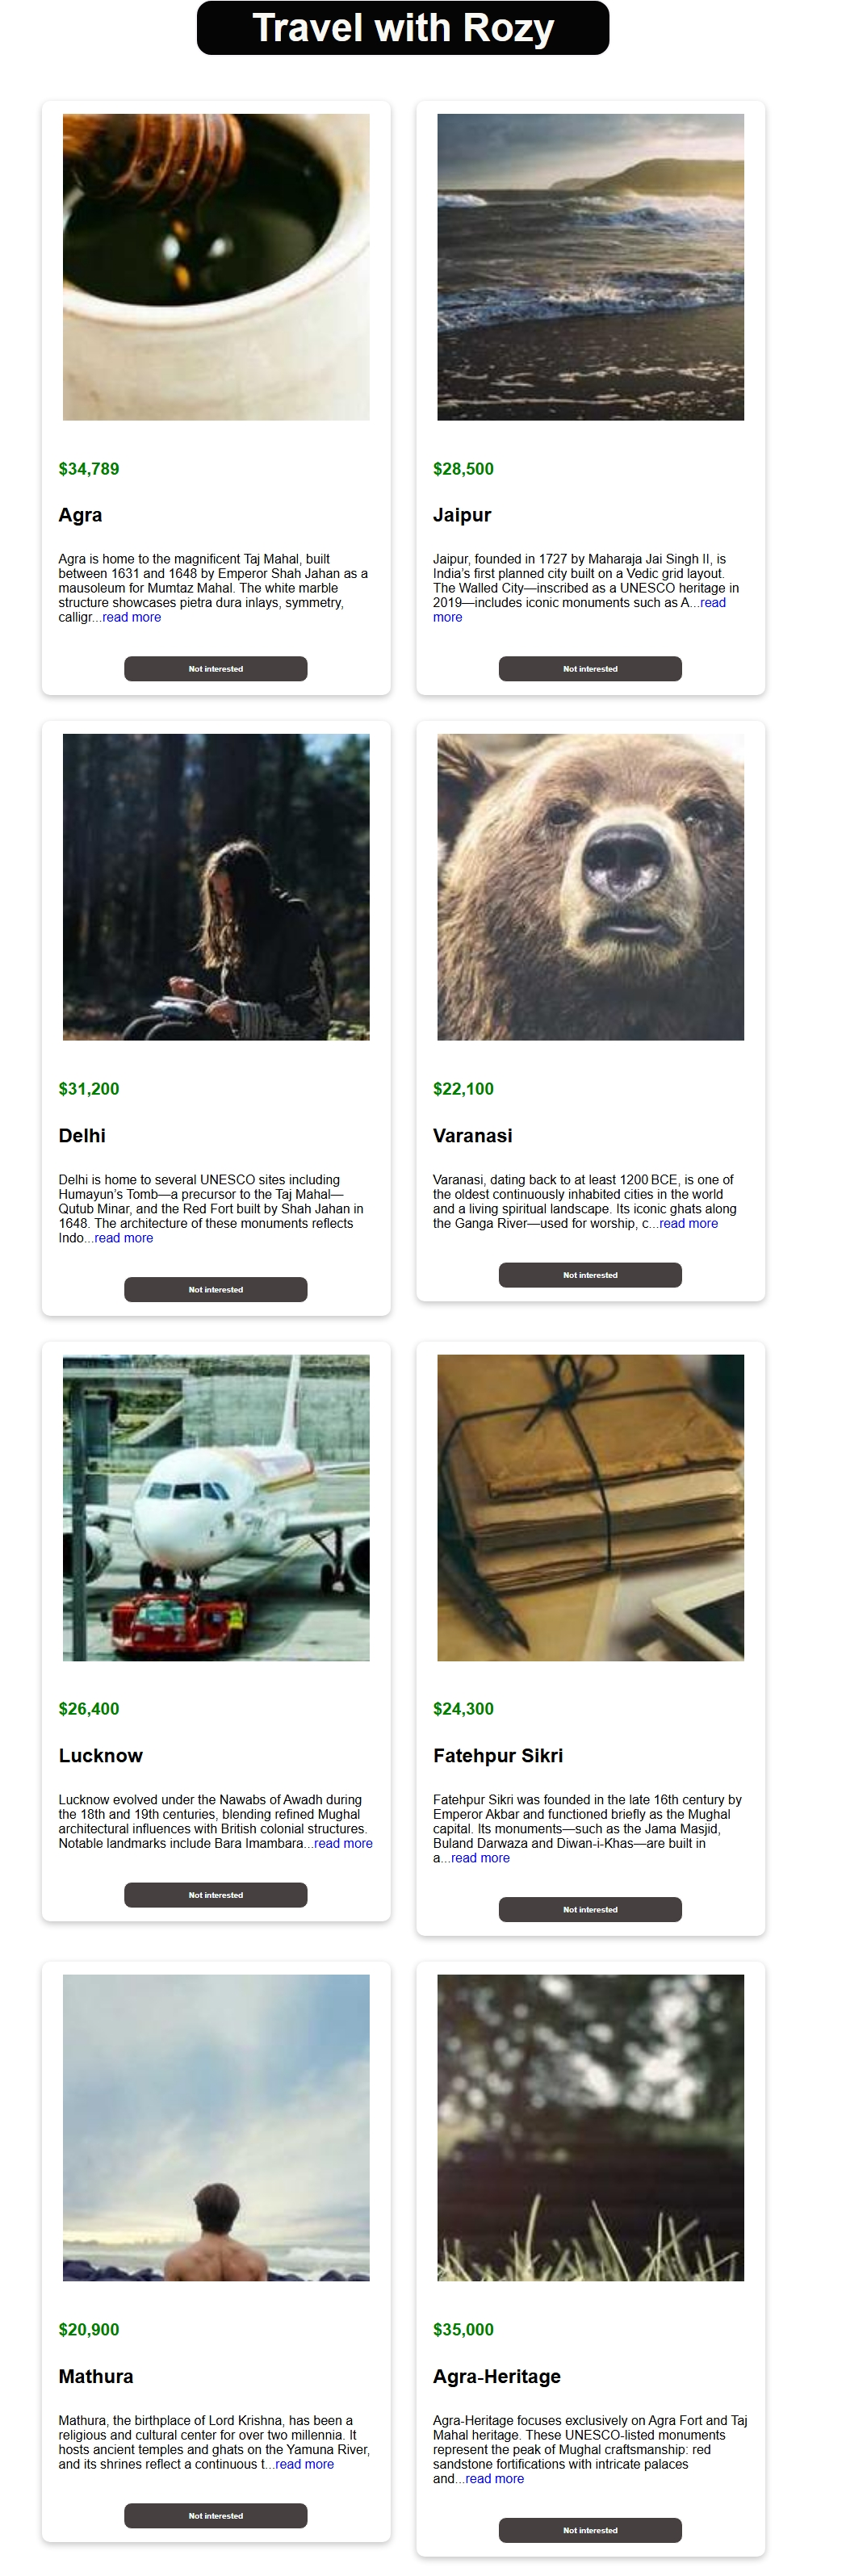 Travel with Rozy
$34,789
Agra
Agra is home to the magnificent Taj Mahal, built
between 1631 and 1648 by Emperor Shah Jahan as a
mausoleum for Mumtaz Mahal. The white marble
structure showcases pietra dura inlays, symmetry,
calligr...read more
Not interested
$28,500
Jaipur
Jaipur, founded in 1727 by Maharaja Jai Singh II, is
India’s first planned city built on a Vedic grid layout.
The Walled City—inscribed as a UNESCO heritage in
2019—includes iconic monuments such as A...read
more
Not interested
$31,200
Delhi
Delhi is home to several UNESCO sites including
Humayun’s Tomb—a precursor to the Taj Mahal—
Qutub Minar, and the Red Fort built by Shah Jahan in
1648. The architecture of these monuments reflects
Indo...read more
Not interested
$22,100
Varanasi
Varanasi, dating back to at least 1200 BCE, is one of
the oldest continuously inhabited cities in the world
and a living spiritual landscape. Its iconic ghats along
the Ganga River—used for worship, c...read more
Not interested
$26,400
Lucknow
Lucknow evolved under the Nawabs of Awadh during
the 18th and 19th centuries, blending refined Mughal
architectural influences with British colonial structures.
Notable landmarks include Bara Imambara...read more
Not interested
$24,300
Fatehpur Sikri
Fatehpur Sikri was founded in the late 16th century by
Emperor Akbar and functioned briefly as the Mughal
capital. Its monuments—such as the Jama Masjid,
Buland Darwaza and Diwan-i-Khas—are built in
a...read more
Not interested
$20,900
Mathura
Mathura, the birthplace of Lord Krishna, has been a
religious and cultural center for over two millennia. It
hosts ancient temples and ghats on the Yamuna River,
and its shrines reflect a continuous t...read more
Not interested
$35,000
Agra-Heritage
Agra-Heritage focuses exclusively on Agra Fort and Taj
Mahal heritage. These UNESCO-listed monuments
represent the peak of Mughal craftsmanship: red
sandstone fortifications with intricate palaces
and...read more
Not interested